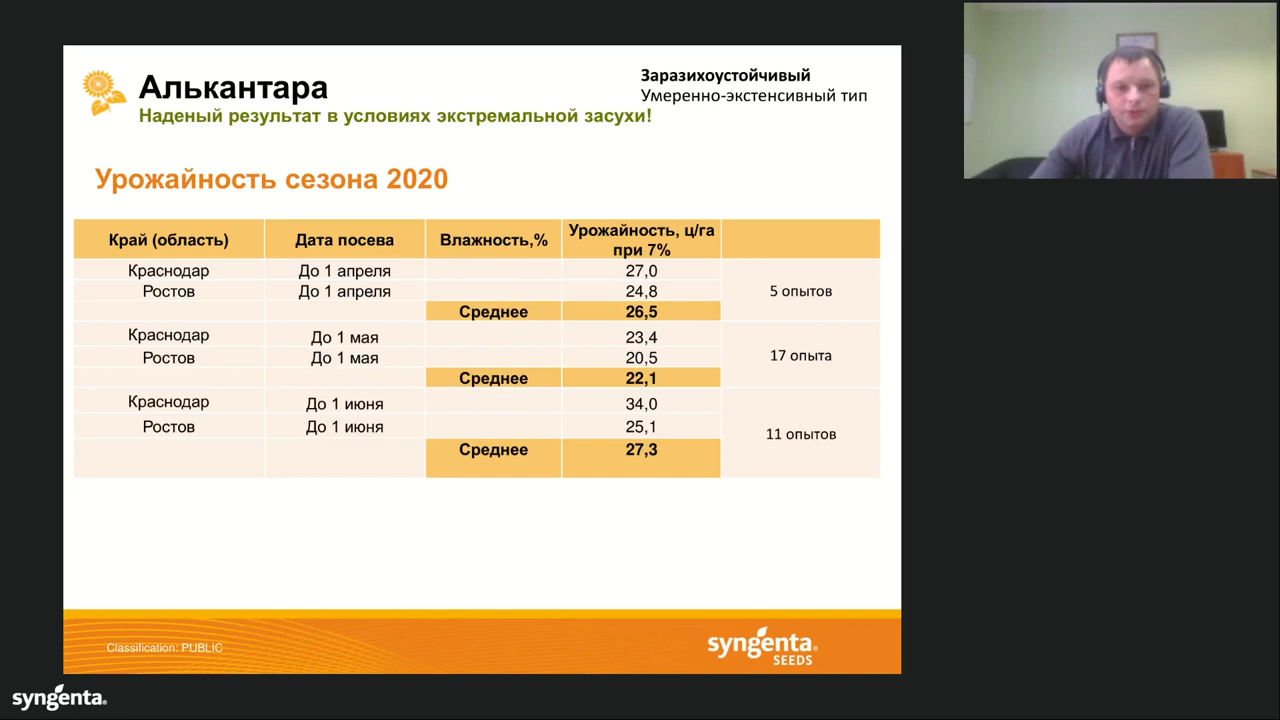 Алькантара
Наденый результат в условиях экстремальной засухи!
Заразихоустойчивый
Умеренно-экстенсивный тип
Урожайность сезона 2020
Край (область) Дата посева Влажность,% Урожайность, ц/га при 7%
Краснодар До 1 апреля 27,0
Ростов До 1 апреля 24,8 5 опытов
Среднее 26,5
Краснодар До 1 мая 23,4
Ростов До 1 мая 20,5 17 опыта
Среднее 22,1
Краснодар До 1 июня 34,0
Ростов До 1 июня 25,1 11 опытов
Среднее 27,3
Classification: PUBLIC
syngenta
SEEDS
syngenta